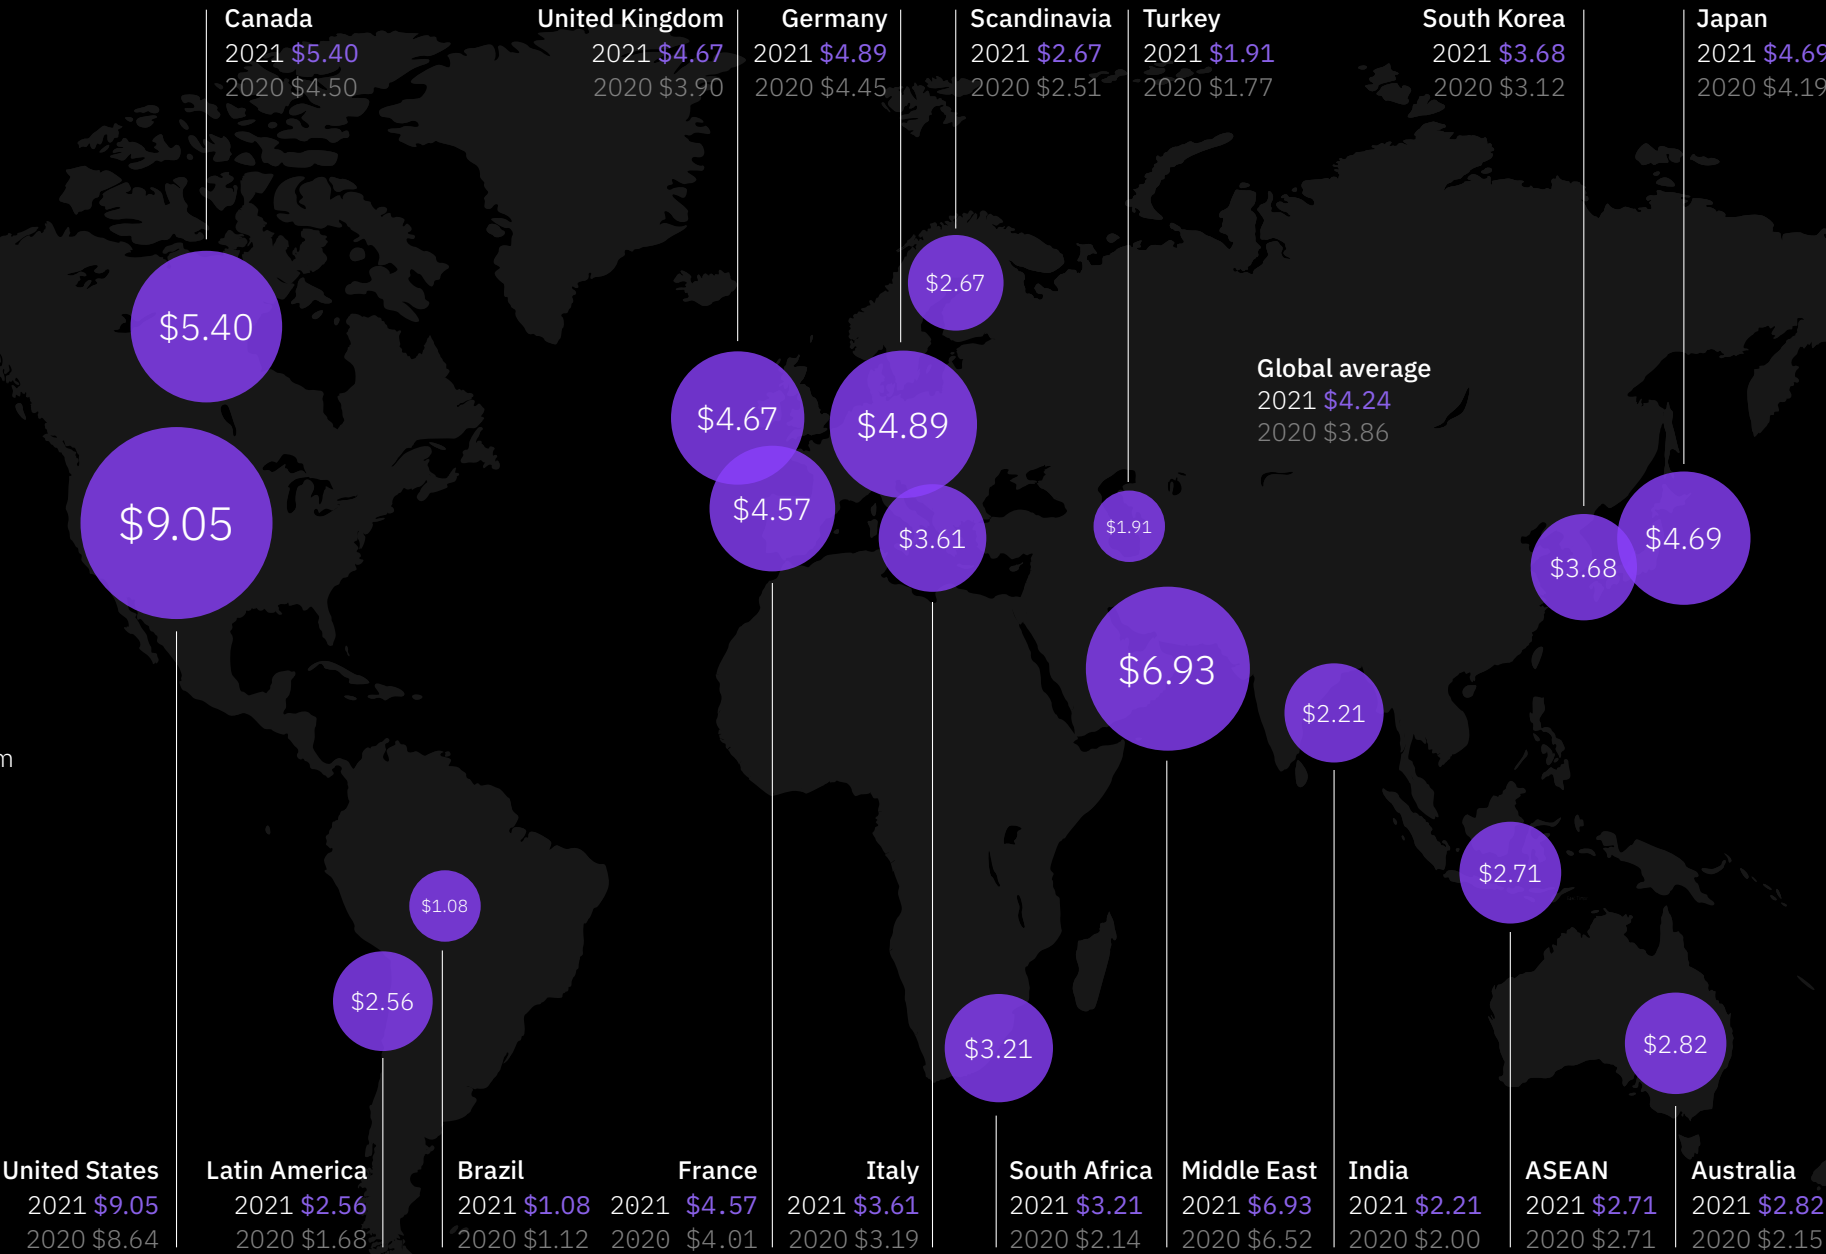 Canada
2021 $5.40
2020 $4.50
United Kingdom
2021 $4.67
2020 $3.90
Germany
2021 $4.89
2020 $4.45
Scandinavia
2021 $2.67
2020 $2.51
Turkey
2021 $1.91
2020 $1.77
South Korea
2021 $3.68
2020 $3.12
Japan
2021 $4.69
2020 $4.19
$2.67
$5.40
Global average
2021 $4.24
2020 $3.86
$4.67
$4.89
$9.05
$4.57
$3.61
$1.91
$3.68
$4.69
$6.93
$2.21
m
$2.71
$1.08
$2.56
$3.21
$2.82
United States
2021 $9.05
2020 $8.64
Latin America
2021 $2.56
2020 $1.68
Brazil
2021 $1.08
2020 $1.12
France
2021 $4.57
2020 $4.01
Italy
2021 $3.61
2020 $3.19
South Africa
2021 $3.21
2020 $2.14
Middle East
2021 $6.93
2020 $6.52
India
2021 $2.21
2020 $2.00
ASEAN
2021 $2.71
2020 $2.71
Australia
2021 $2.82
2020 $2.15